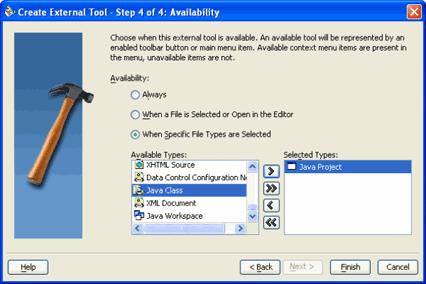 Create External Tool - Step 4 of 4: Availability
Choose when this external tool is available. An available tool will be represented by an
enabled toolbar button or main menu item. Available context menu items are present in
the menu, unavailable items are not.
Availability:
Always
When a File is Selected or Open in the Editor
When Specific File Types are Selected
Available Types:
Selected Types:
XHTML Source
Data Control Configuration No
Java Class
XML Document
Java Workspace
Java Project
Help
< Back
Next >
Finish
Cancel